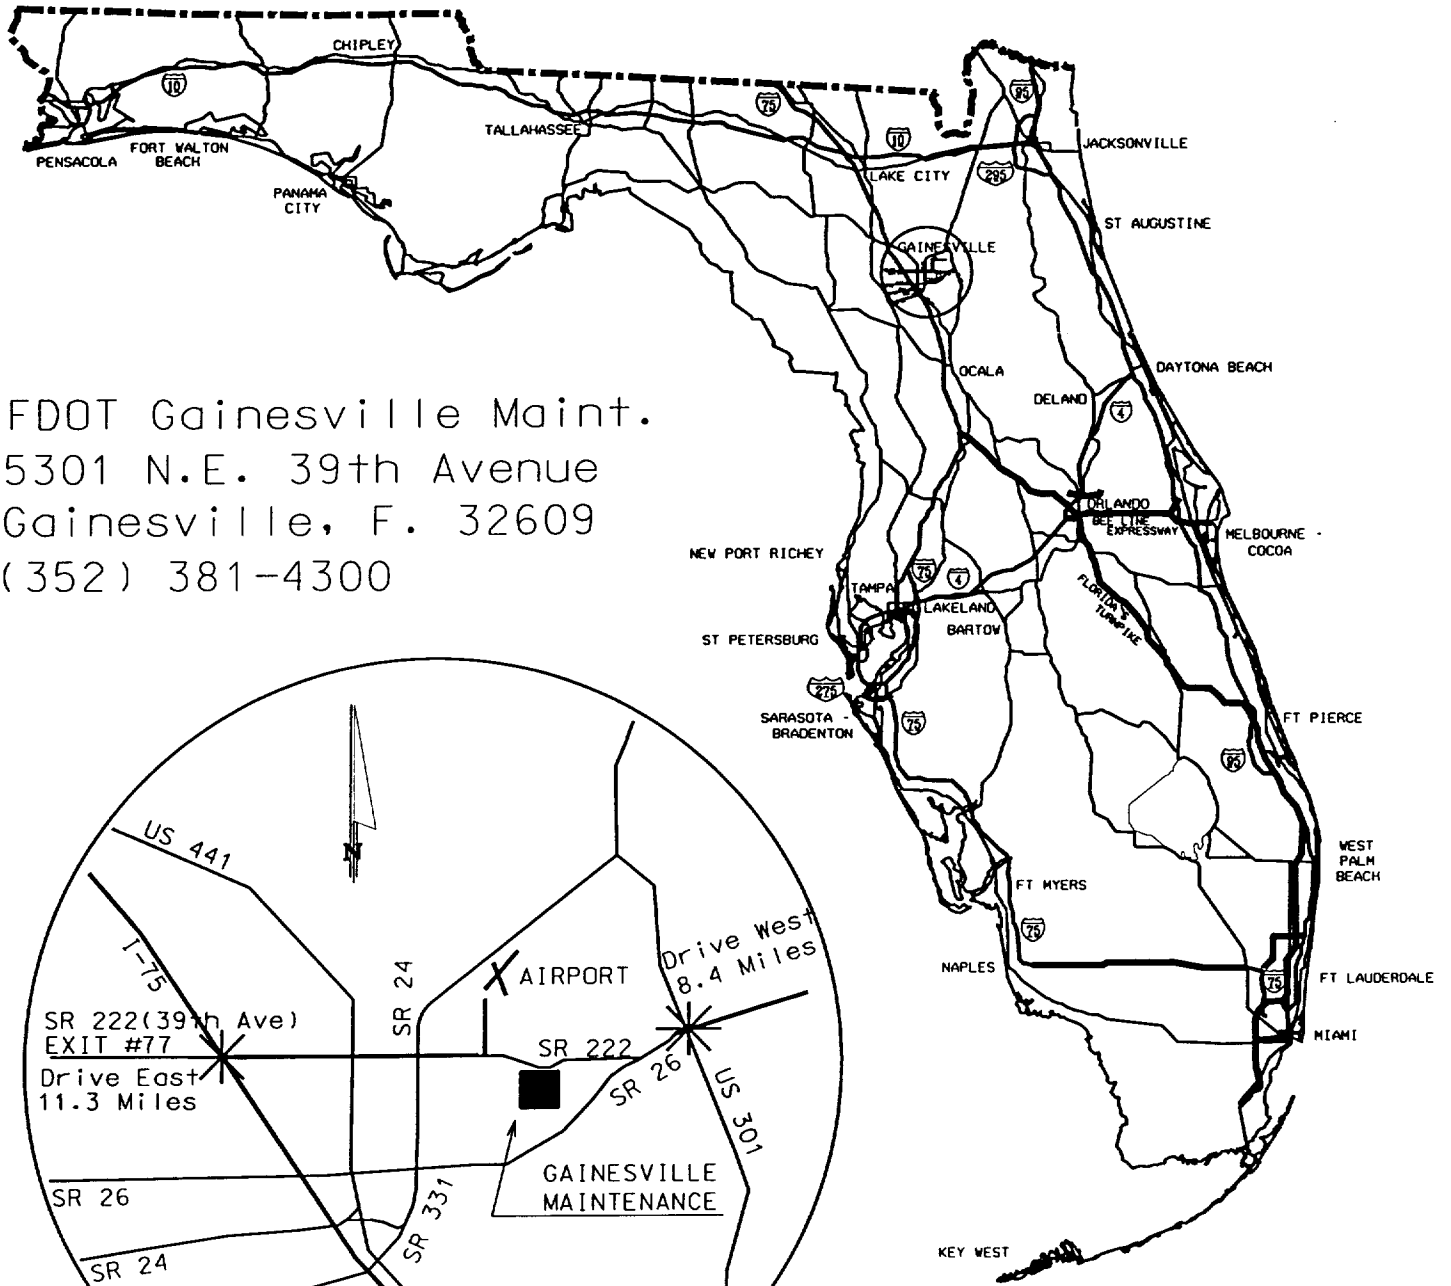 CHIPLEY
10
PENSACOLA
FORT WALTON
BEACH
PANAMA
CITY
TALLAHASSEE
75
10
95
JACKSONVILLE
LAKE CITY
295
ST AUGUSTINE
GAINESVILLE
OCALA
DAYTONA BEACH
DELAND
4
FDOT Gainesville Maint.
5301 N.E. 39th Avenue
Gainesville, F. 32609
(352) 381-4300
ORLANDO
BEE LINE
EXPRESSWAY
MELBOURNE -
COCOA
NEW PORT RICHEY
75
4
TAMPA
LAKELAND
BARTOW
FLORIDA'S
TURNPIKE
ST PETERSBURG
275
SARASOTA -
BRADENTON
75
FT PIERCE
95
WEST
PALM
BEACH
FT MYERS
75
NAPLES
75
FT LAUDERDALE
MIAMI
KEY WEST
N
US 441
I-75
SR 24
AIRPORT
Drive West
8.4 Miles
SR 222(39th Ave)
EXIT #77
Drive East
11.3 Miles
SR 222
SR 26
US 301
GAINESVILLE
MAINTENANCE
SR 26
SR 331
SR 24